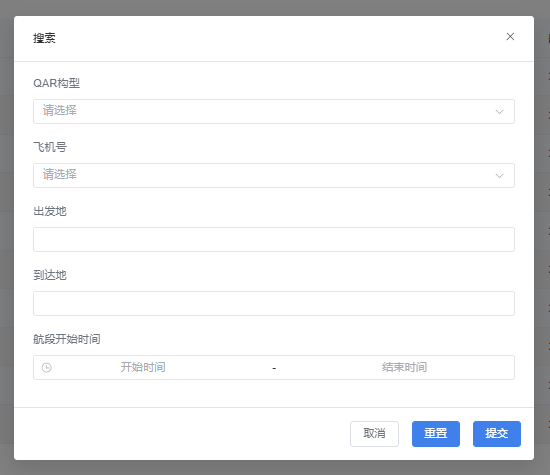 搜索
QAR构型
请选择
飞机号
请选择
出发地
到达地
航段开始时间
开始时间 - 结束时间
取消 重置 提交